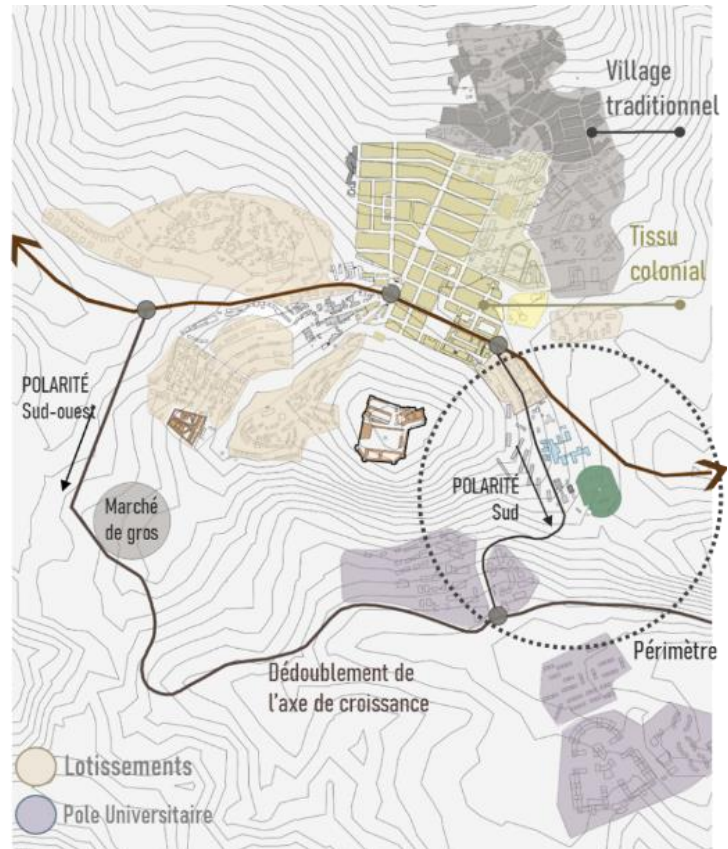 Village
traditionnel
Tissu
colonial
POLARITÉ
Sud-ouest
Marché
de gros
POLARITÉ
Sud
Périmètre
Dédoublement de
l'axe de croissance
Lotissements
Pole Universitaire